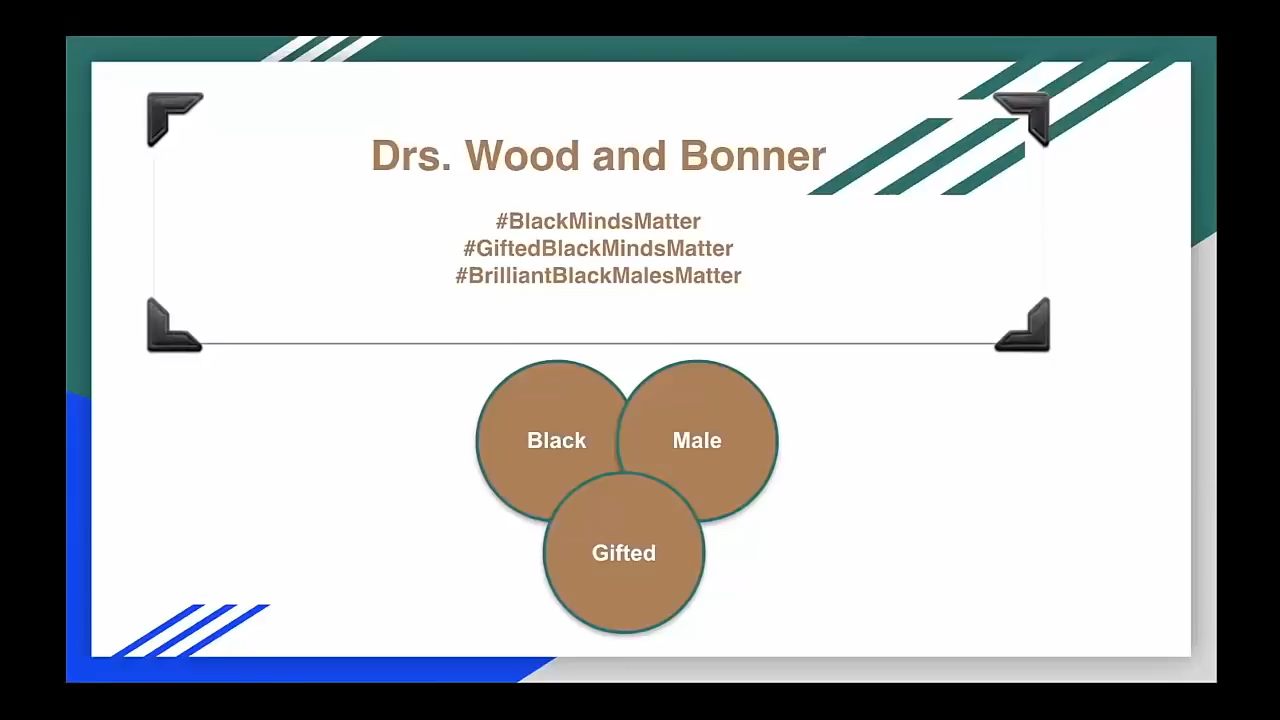 Drs. Wood and Bonner
#BlackMindsMatter
#GiftedBlackMindsMatter
#BrilliantBlackMalesMatter
Black
Male
Gifted